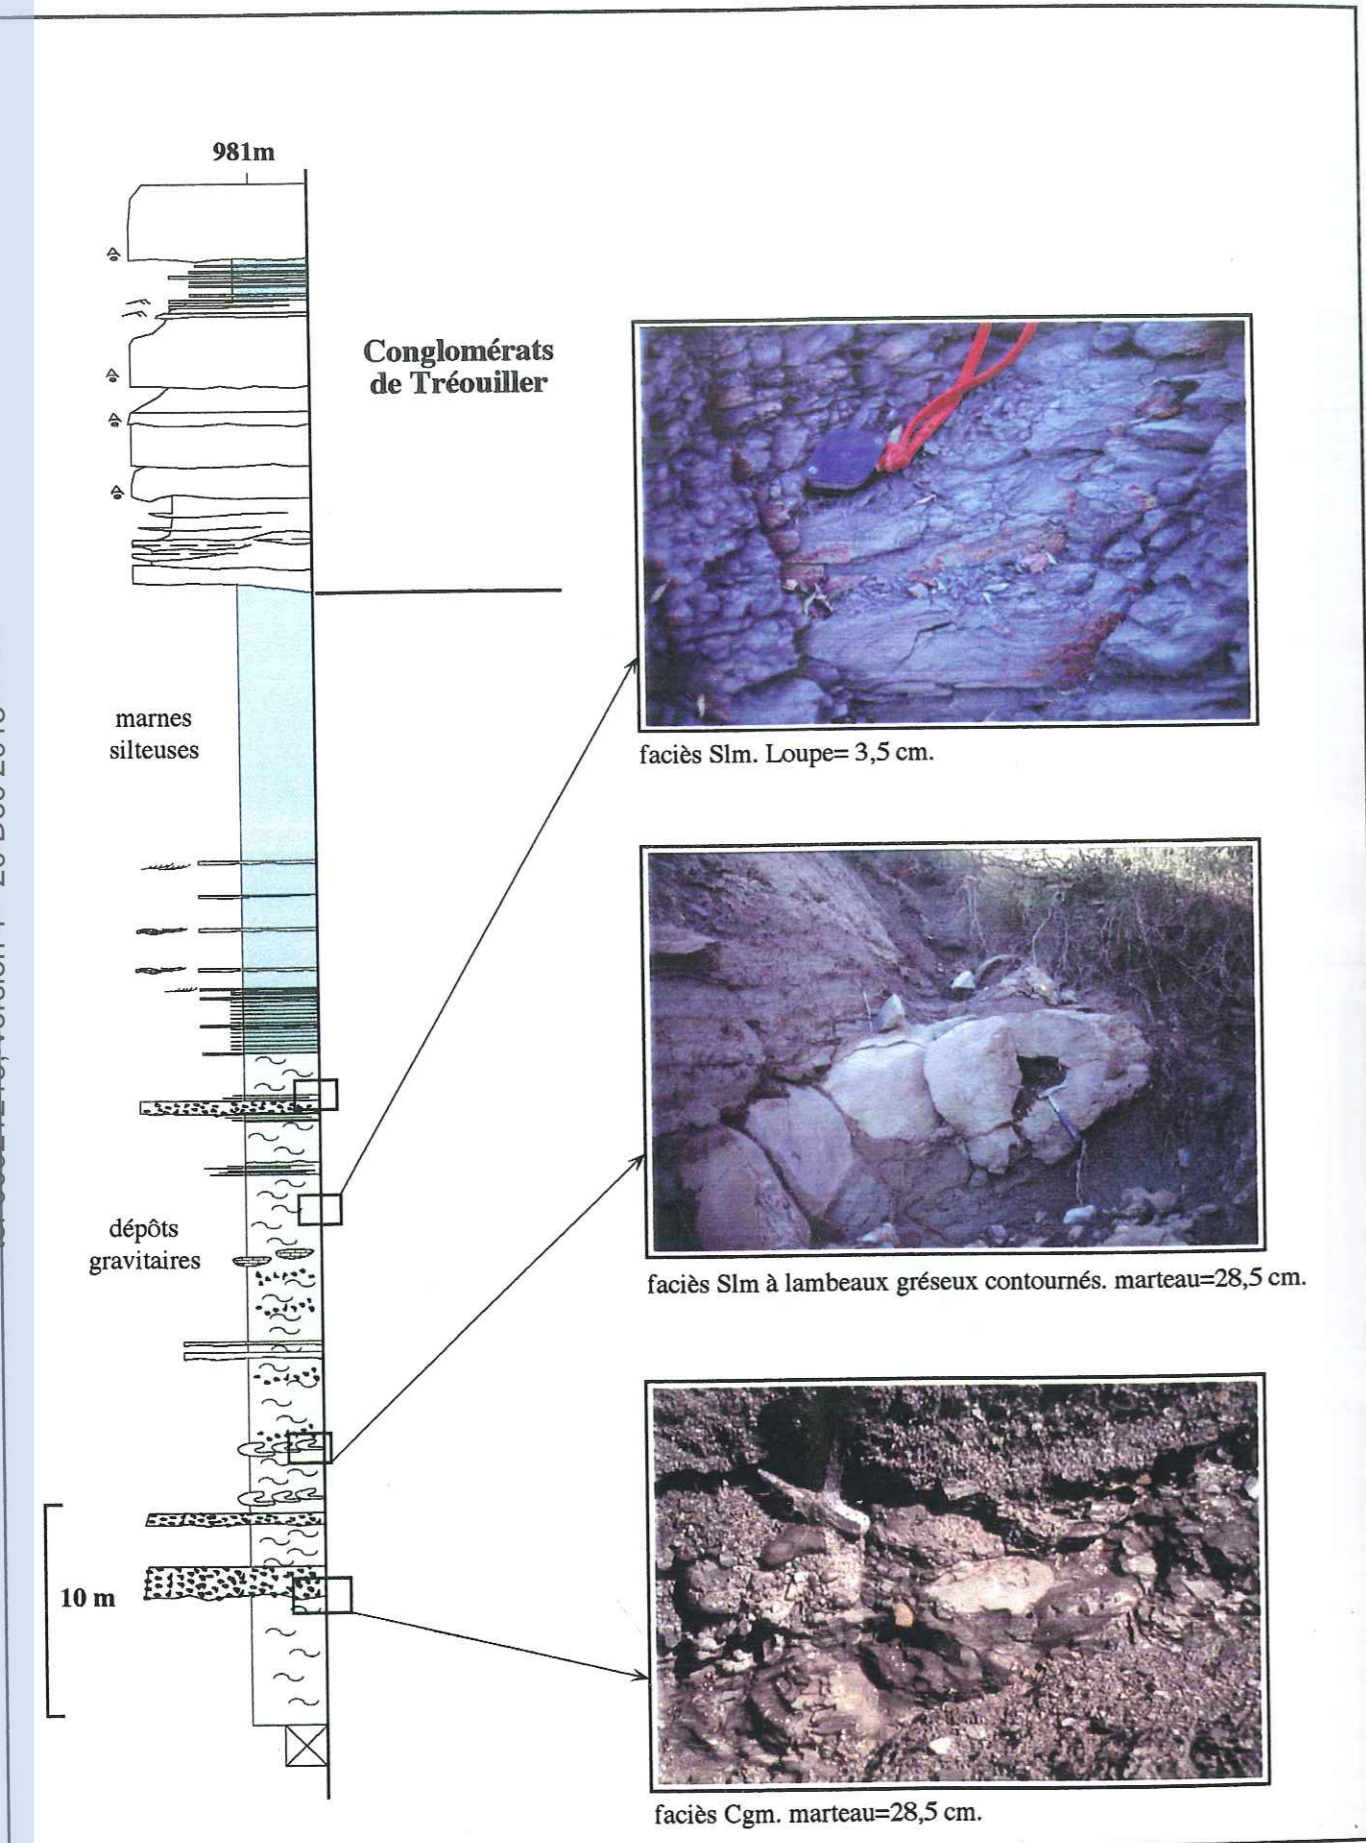 981m
Conglomérats
de Tréouiller
marnes
silteuses
faciès Slm. Loupe= 3,5 cm.
dépôts
gravitaires
faciès Slm à lambeaux gréseux contournés. marteau=28,5 cm.
10 m
faciès Cgm. marteau=28,5 cm.